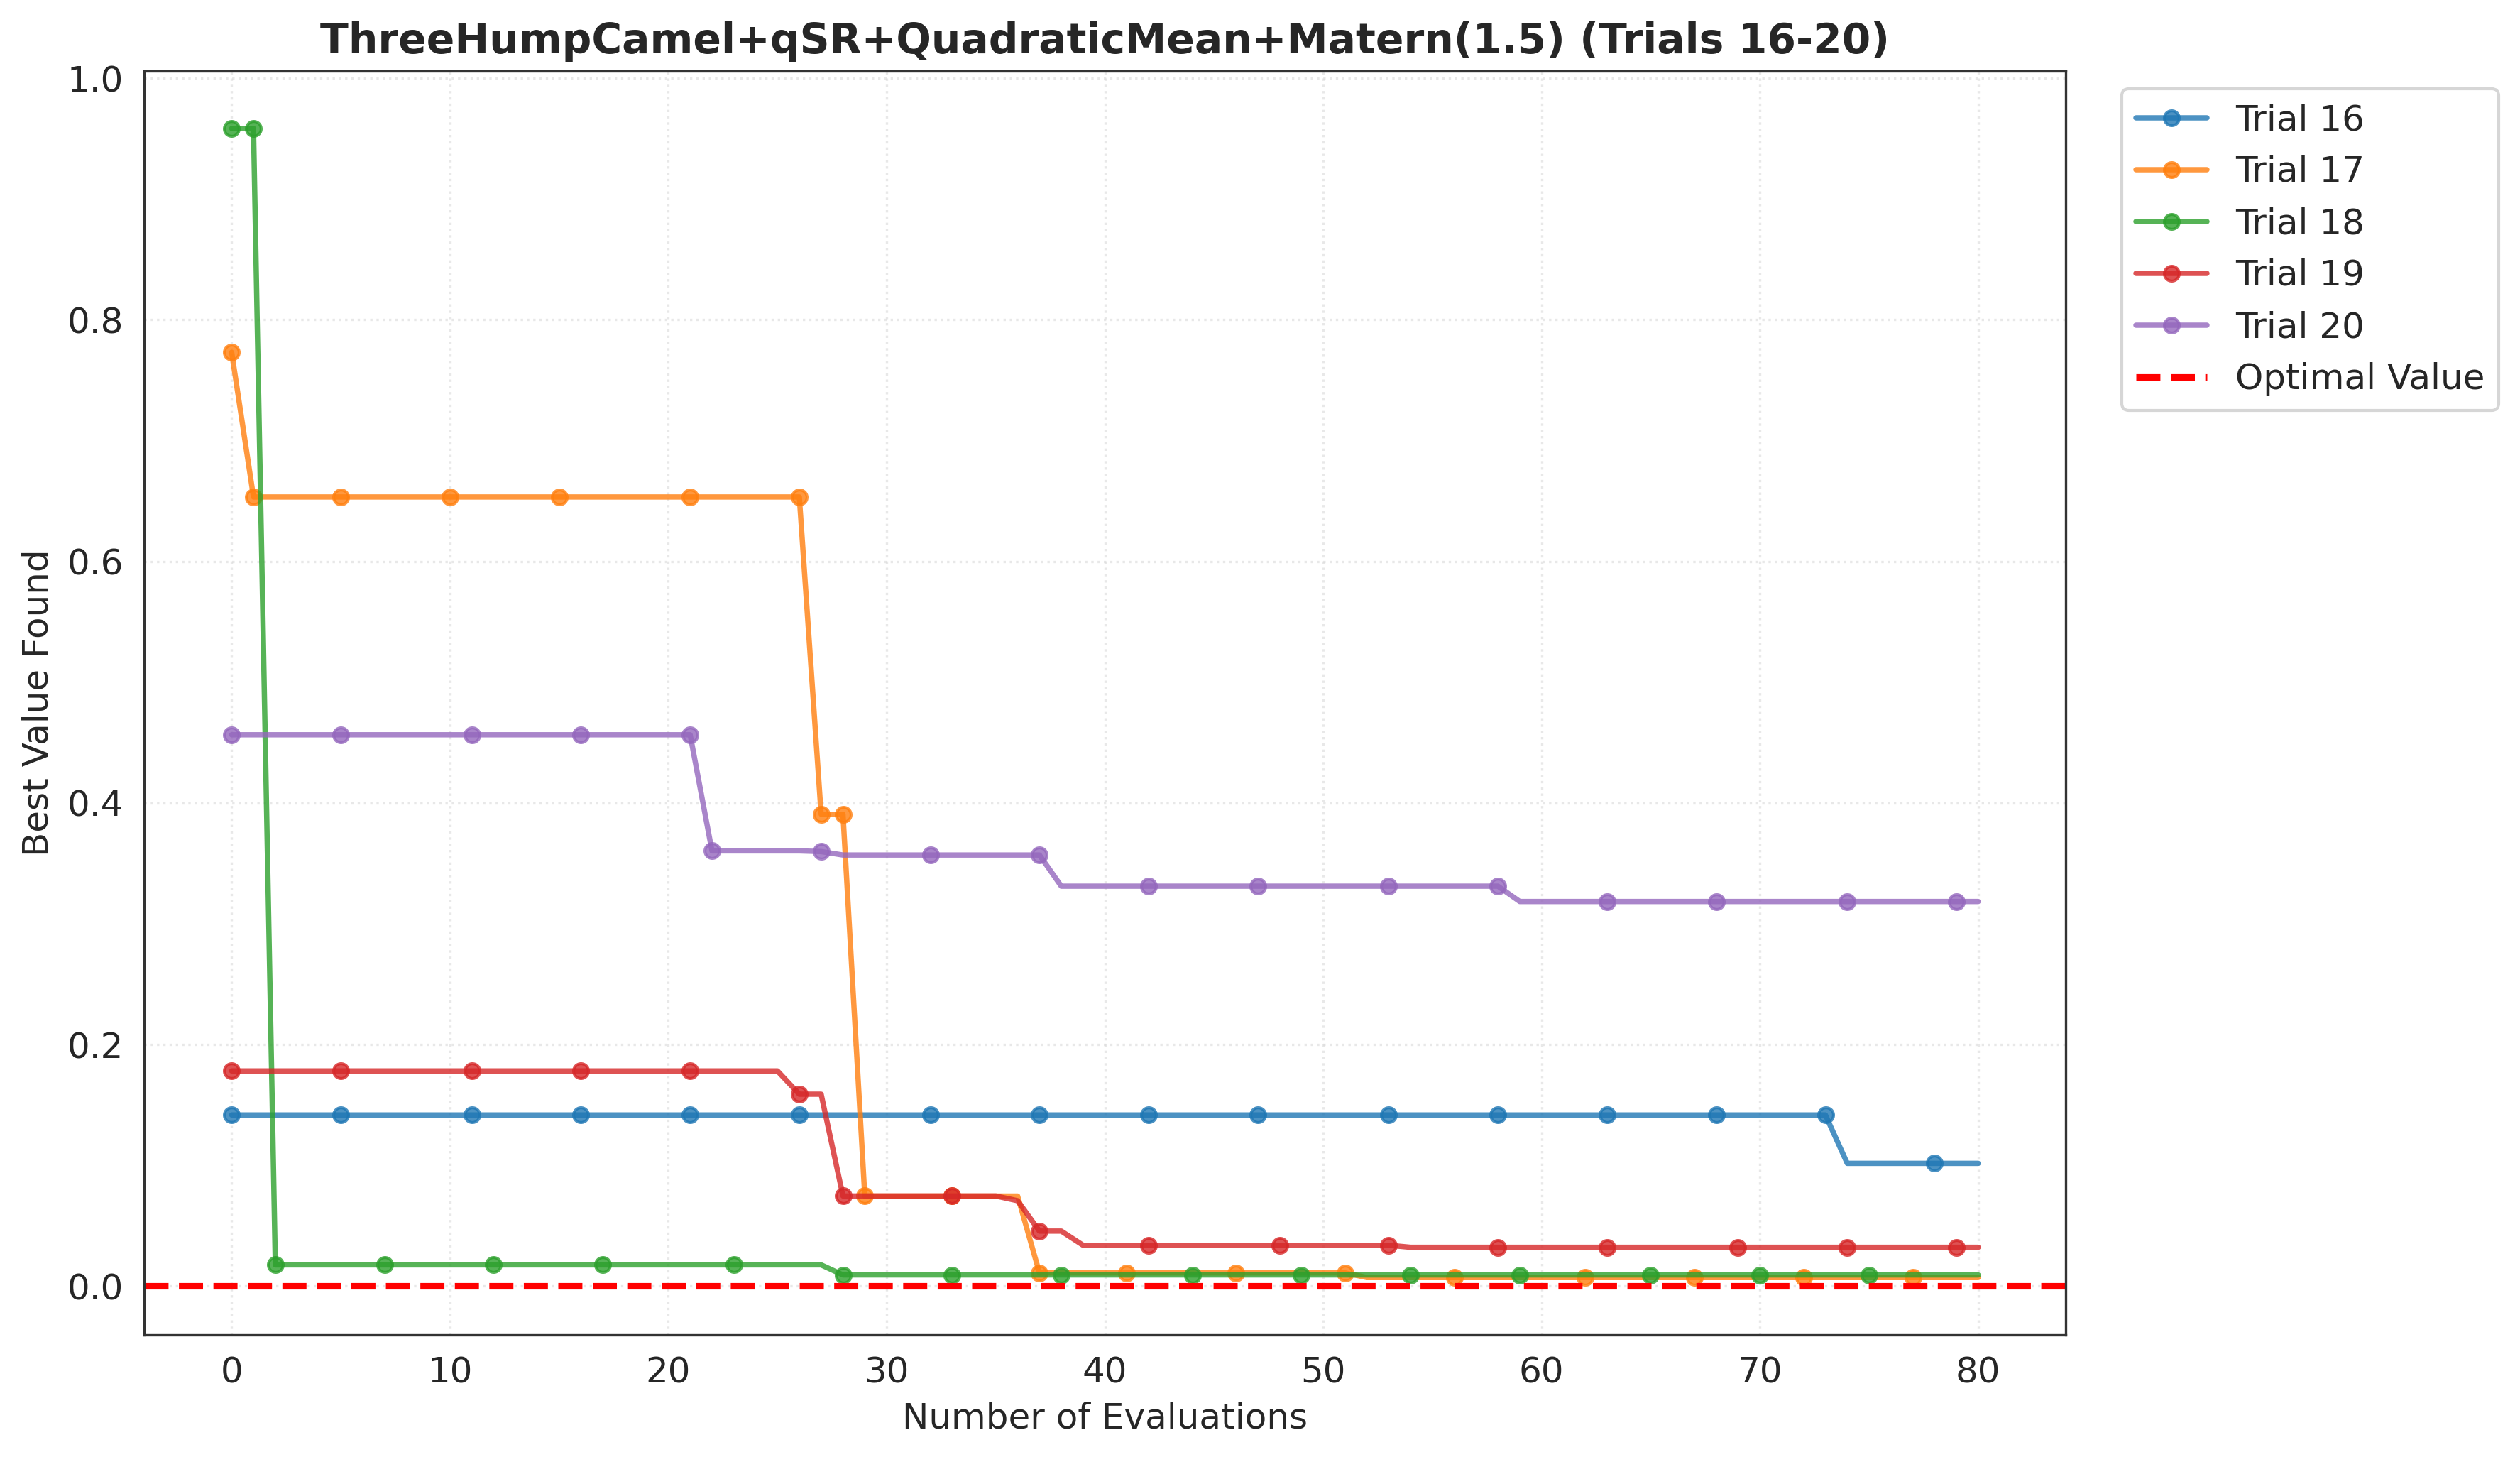 ThreeHumpCamel+qSR+QuadraticMean+Matern(1.5) (Trials 16-20)
1.0
0.8
0.6
0.4
0.2
0.0
Best Value Found
0 10 20 30 40 50 60 70 80
Number of Evaluations
Trial 16
Trial 17
Trial 18
Trial 19
Trial 20
Optimal Value